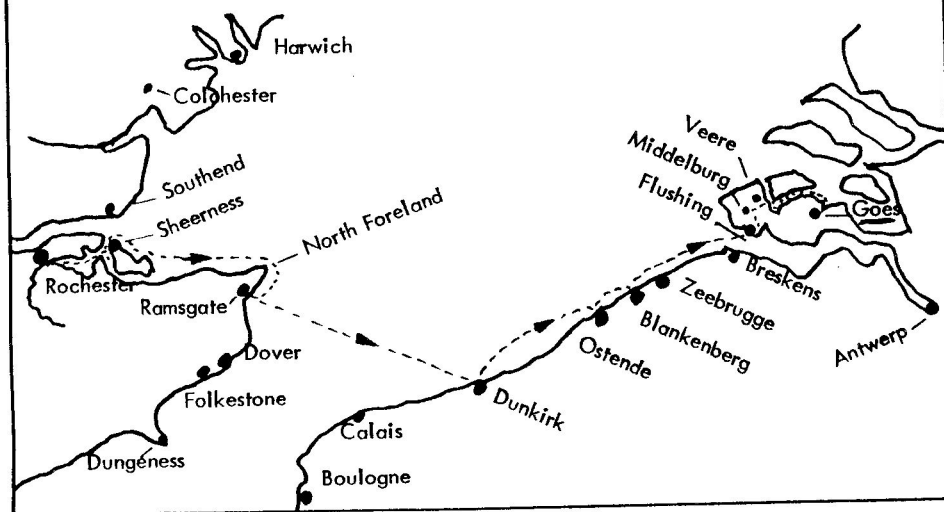 Harwich
Colchester
Southend
Sheerness
North Foreland
Rochester
Ramsgate
Dover
Folkestone
Dungeness
Calais
Boulogne
Dunkirk
Ostende
Blankenberg
Zeebrugge
Breskens
Antwerp
Veere
Middelburg
Flushing
Goes